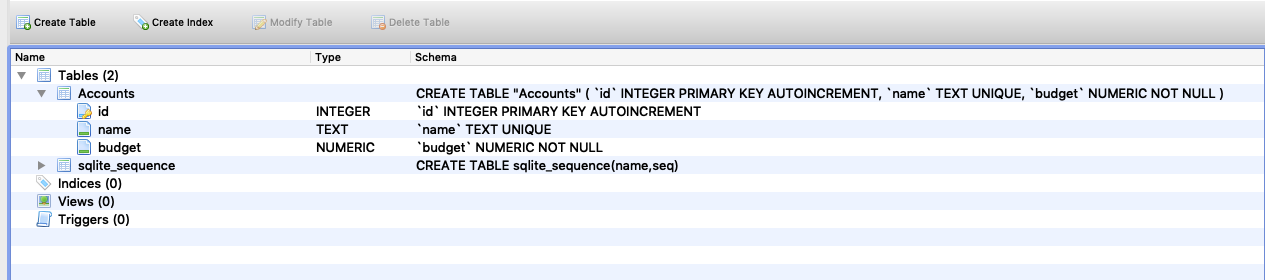 Create Table Create Index Modify Table Delete Table
Name Type Schema
Tables (2)
Accounts CREATE TABLE "Accounts" ( `id` INTEGER PRIMARY KEY AUTOINCREMENT, `name` TEXT UNIQUE, `budget` NUMERIC NOT NULL )
id INTEGER `id` INTEGER PRIMARY KEY AUTOINCREMENT
name TEXT `name` TEXT UNIQUE
budget NUMERIC `budget` NUMERIC NOT NULL
sqlite_sequence CREATE TABLE sqlite_sequence(name,seq)
Indices (0)
Views (0)
Triggers (0)